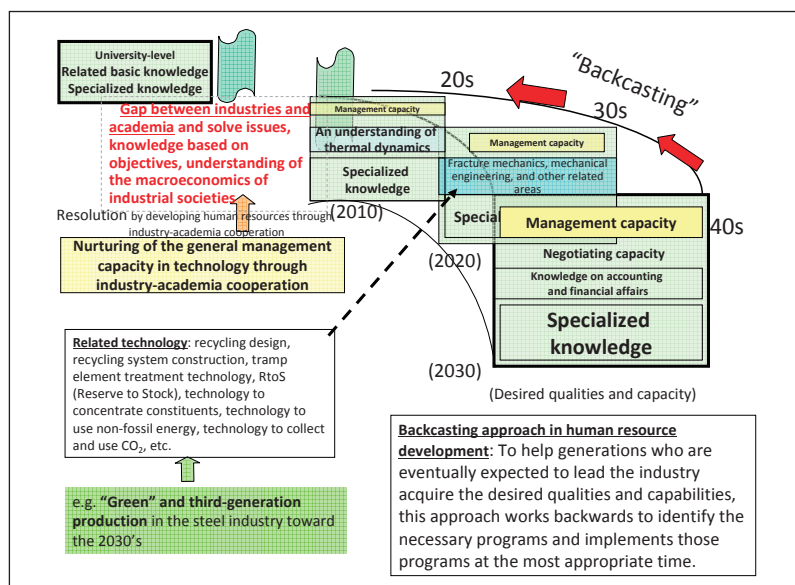 University-level
Related basic knowledge
Specialized knowledge
Gap between industries and
academia and solve issues,
knowledge based on
objectives, understanding of
the macroeconomics of
industrial societies
Resolution by developing human resources through
industry-academia cooperation
Nurturing of the general management
capacity in technology through
industry-academia cooperation
"Backcasting"
20s
30s
40s
Management capacity
An understanding of
thermal dynamics
Specialized
knowledge
(2010)
Management capacity
Fracture mechanics, mechanical
engineering, and other related
areas
Special
(2020)
Management capacity
Negotiating capacity
Knowledge on accounting
and financial affairs
Specialized
knowledge
(2030)
(Desired qualities and capacity)
Related technology: recycling design,
recycling system construction, tramp
element treatment technology, RtoS
(Reserve to Stock), technology to
concentrate constituents, technology to
use non-fossil energy, technology to collect
and use CO₂, etc.
e.g. "Green" and third-generation
production in the steel industry toward
the 2030's
Backcasting approach in human resource
development: To help generations who are
eventually expected to lead the industry
acquire the desired qualities and capabilities,
this approach works backwards to identify the
necessary programs and implements those
programs at the most appropriate time.